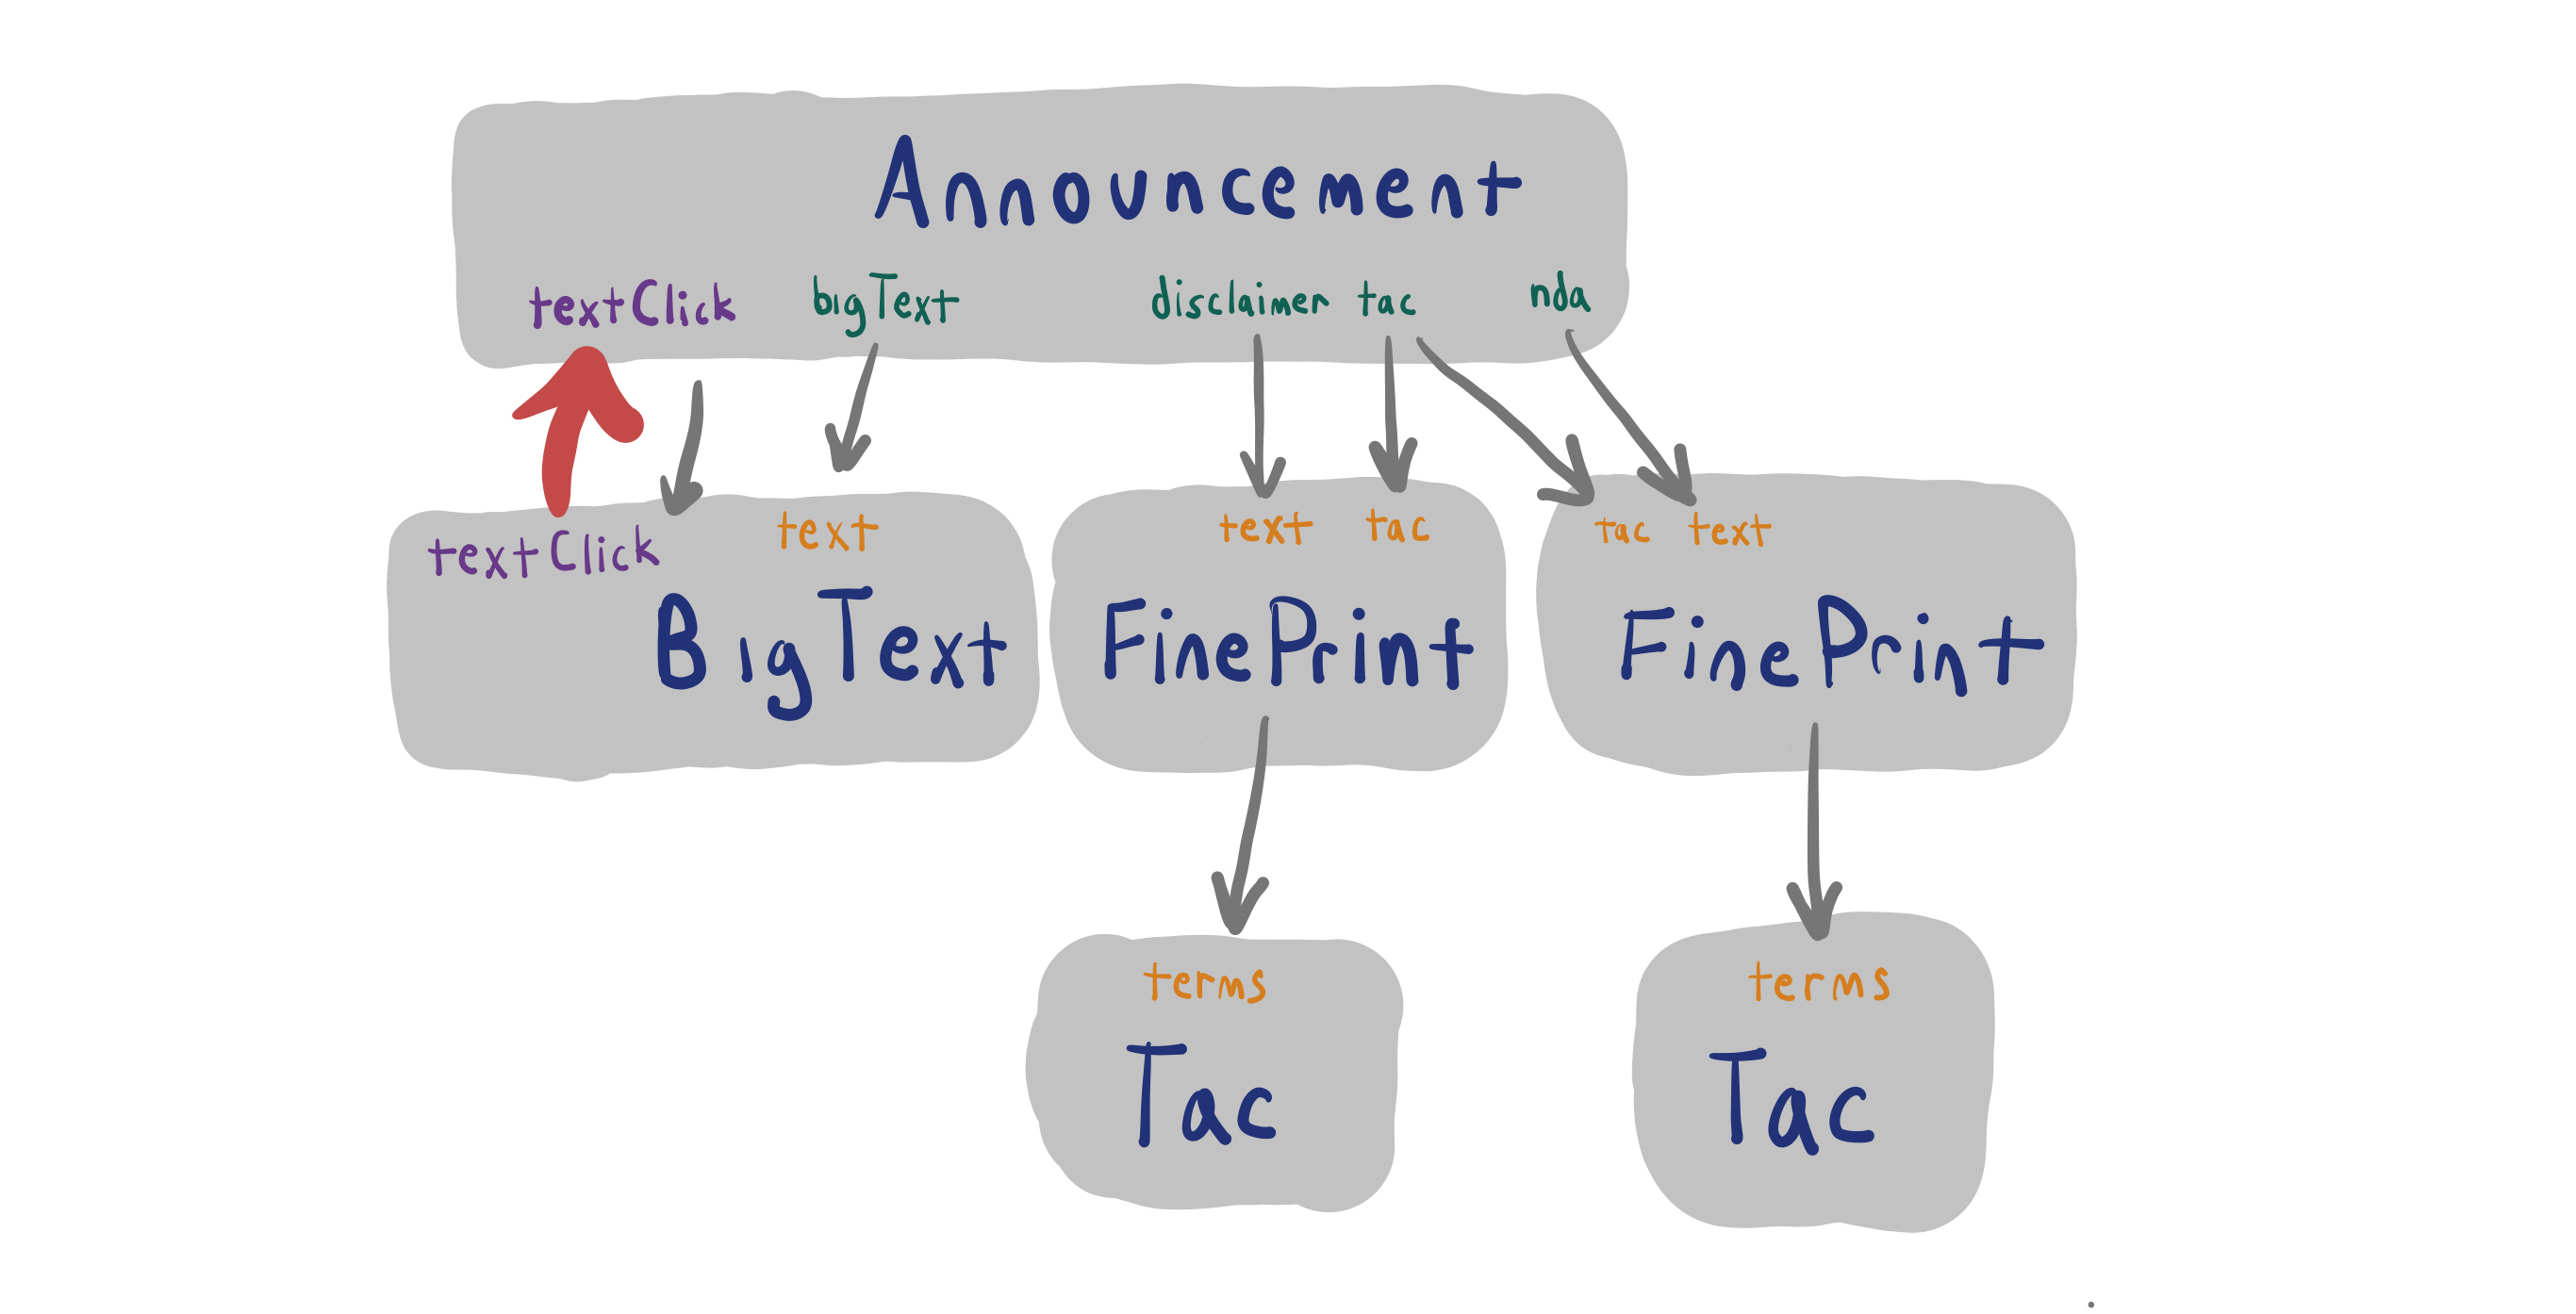 Announcement
textClick bigText disclaimer tac nda
textClick text
BigText
text tac
FinePrint
tac text
FinePrint
terms
Tac
terms
Tac